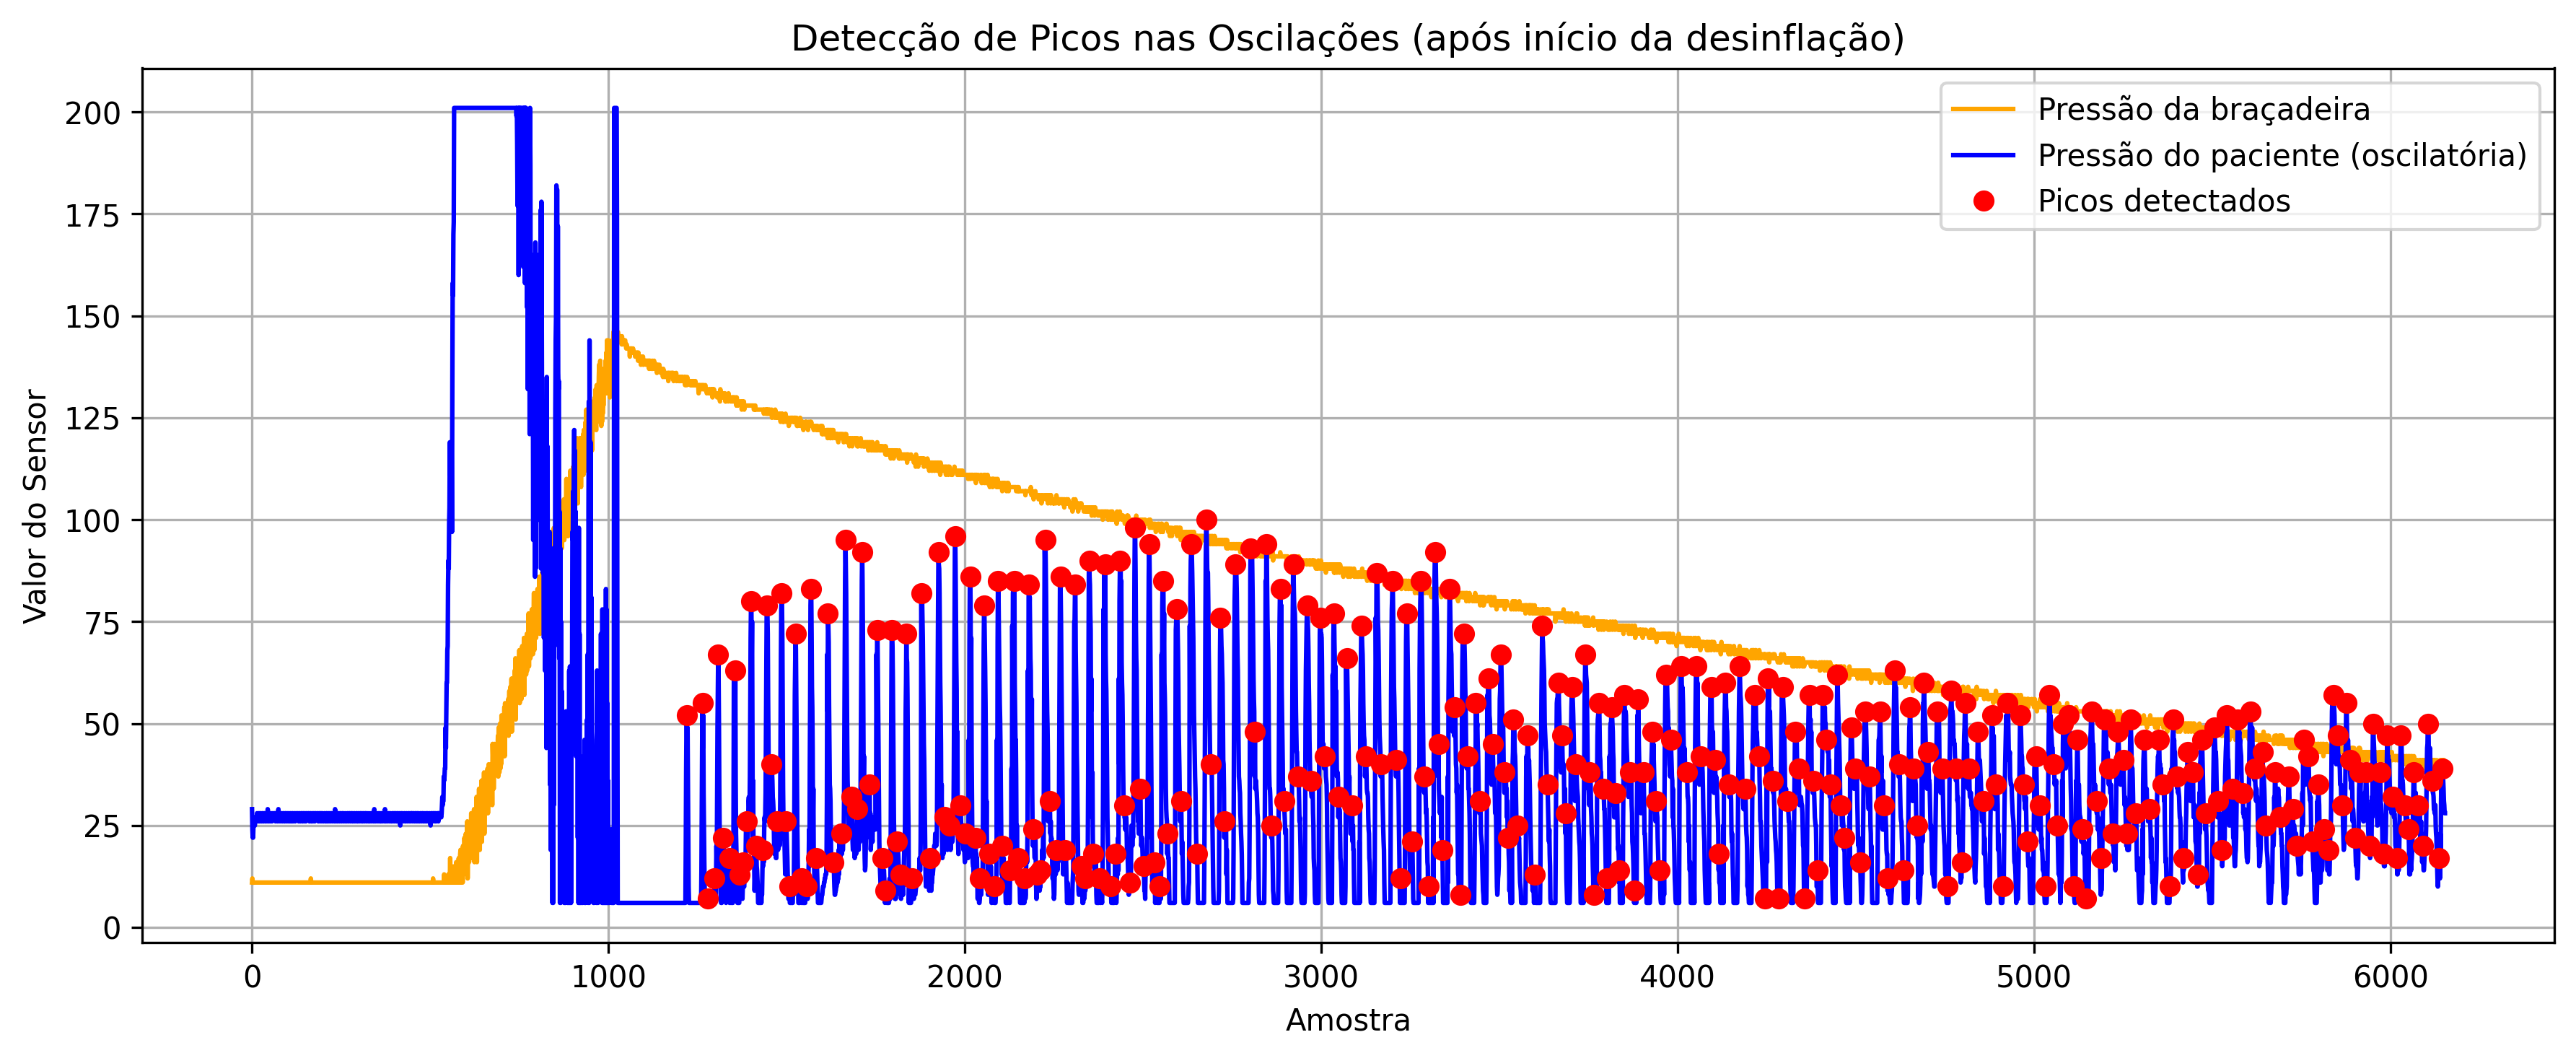 Detecção de Picos nas Oscilações (após início da desinflação)
Pressão da braçadeira
Pressão do paciente (oscilatória)
Picos detectados
Valor do Sensor
200
175
150
125
100
75
50
25
0
0 1000 2000 3000 4000 5000 6000
Amostra